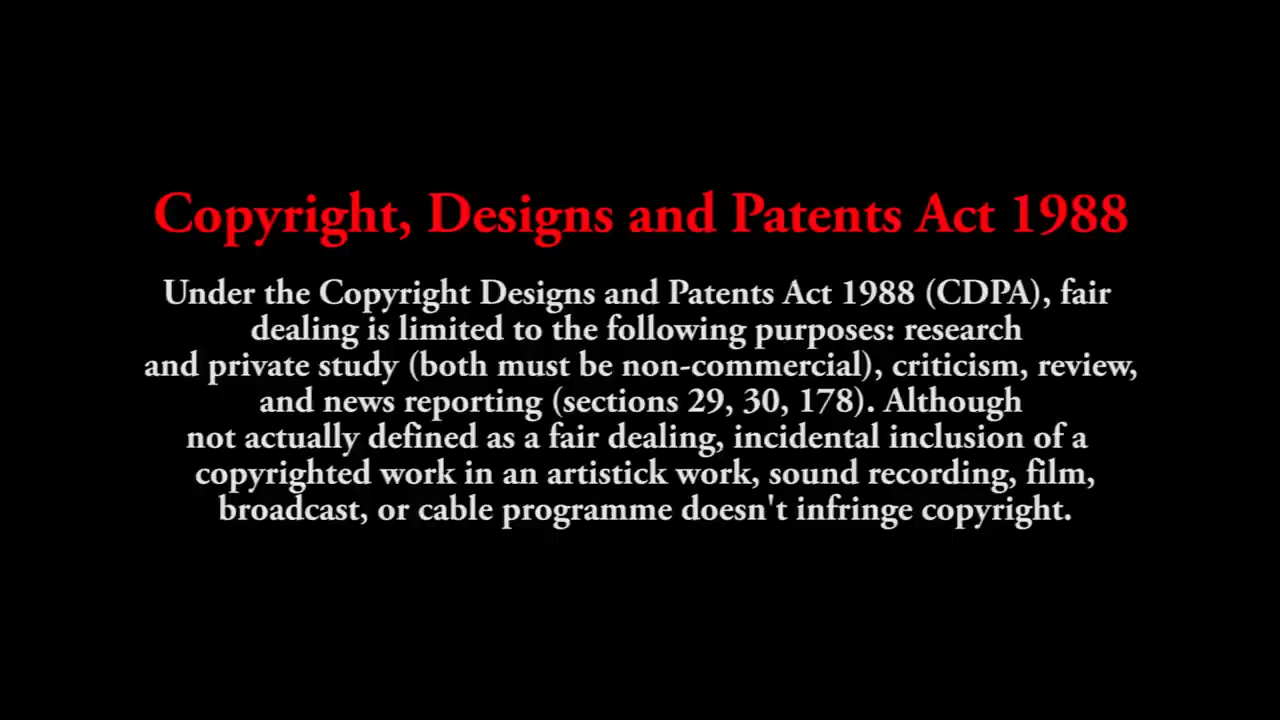 Copyright, Designs and Patents Act 1988
Under the Copyright Designs and Patents Act 1988 (CDPA), fair
dealing is limited to the following purposes: research
and private study (both must be non-commercial), criticism, review,
and news reporting (sections 29, 30, 178). Although
not actually defined as a fair dealing, incidental inclusion of a
copyrighted work in an artistick work, sound recording, film,
broadcast, or cable programme doesn't infringe copyright.